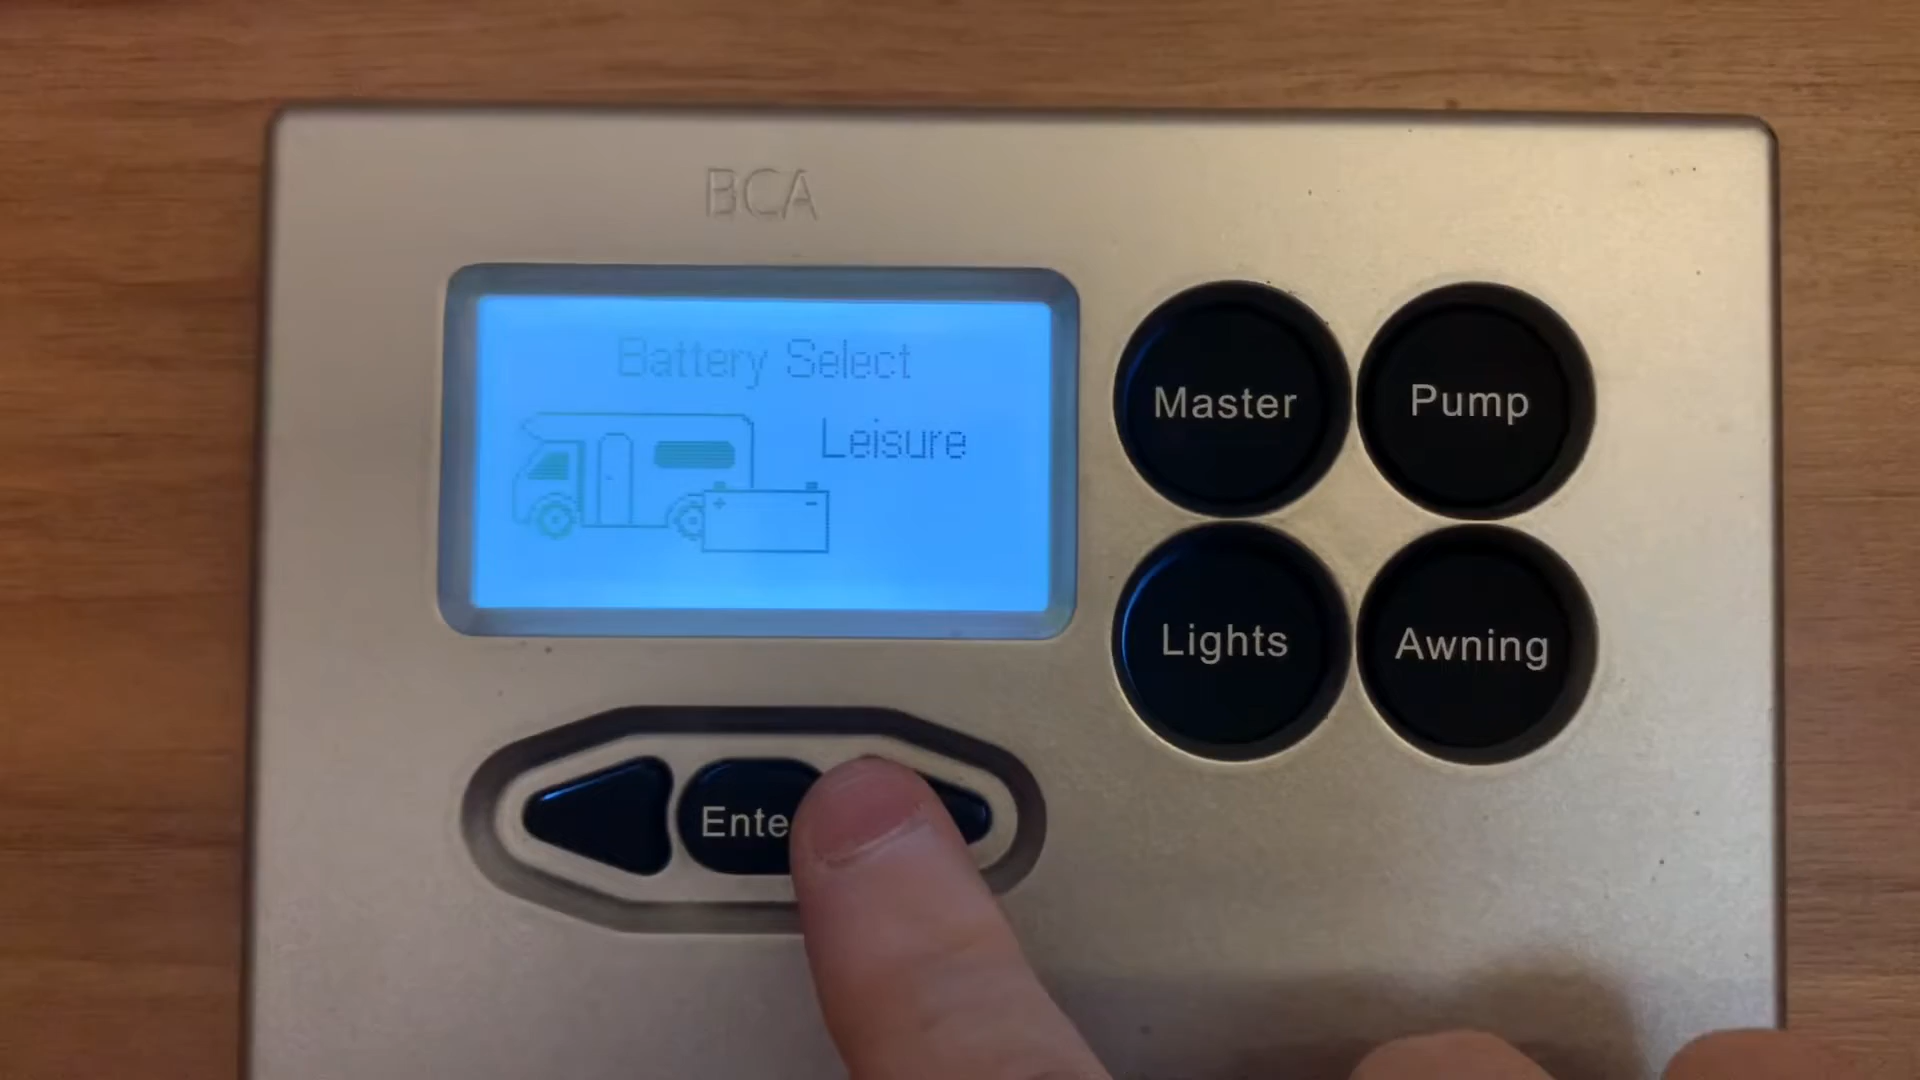 BCA
Battery Select
Leisure
+ -
Master
Pump
Lights
Awning
Ente